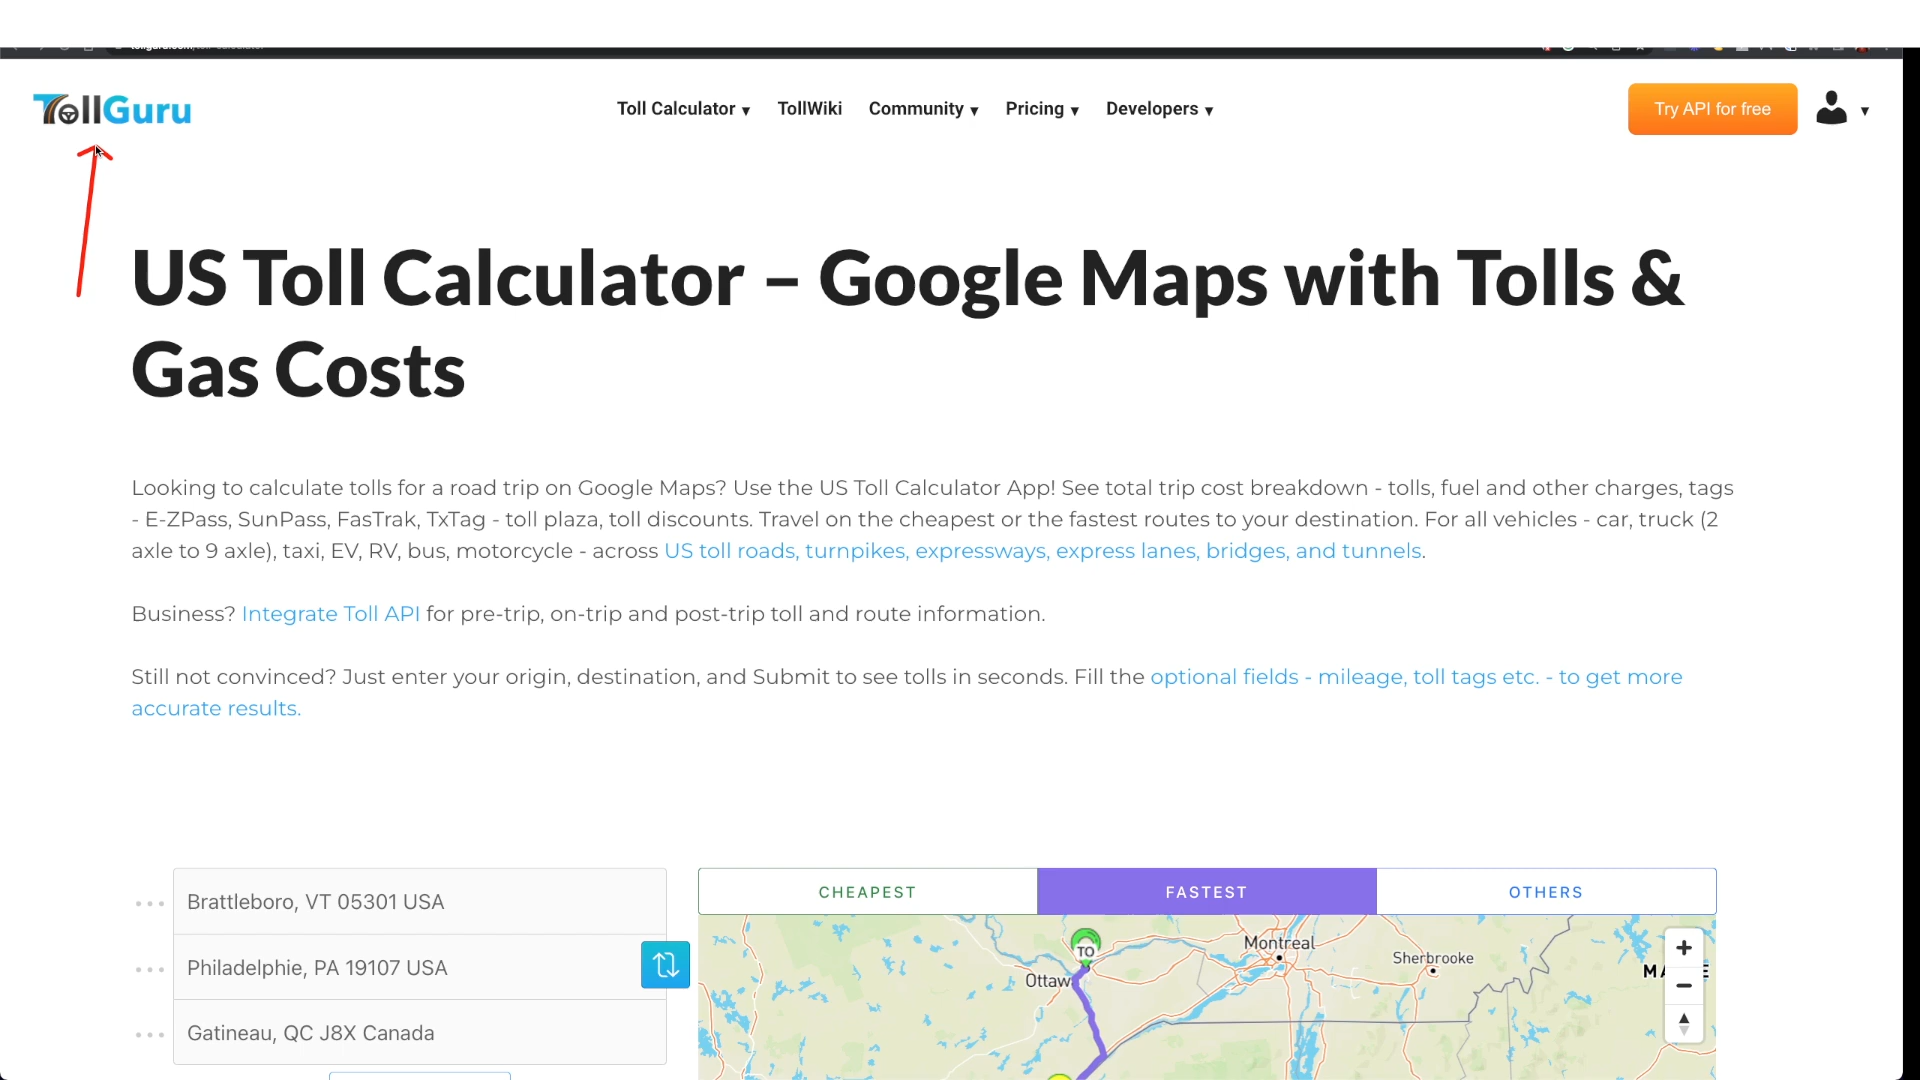 TollGuru
Toll Calculator ▾ TollWiki Community ▾ Pricing ▾ Developers ▾
Try API for free
US Toll Calculator – Google Maps with Tolls &
Gas Costs
Looking to calculate tolls for a road trip on Google Maps? Use the US Toll Calculator App! See total trip cost breakdown - tolls, fuel and other charges, tags
- E-ZPass, SunPass, FasTrak, TxTag - toll plaza, toll discounts. Travel on the cheapest or the fastest routes to your destination. For all vehicles - car, truck (2
axle to 9 axle), taxi, EV, RV, bus, motorcycle - across US toll roads, turnpikes, expressways, express lanes, bridges, and tunnels.
Business? Integrate Toll API for pre-trip, on-trip and post-trip toll and route information.
Still not convinced? Just enter your origin, destination, and Submit to see tolls in seconds. Fill the optional fields - mileage, toll tags etc. - to get more
accurate results.
Brattleboro, VT 05301 USA
Philadelphie, PA 19107 USA
Gatineau, QC J8X Canada
CHEAPEST FASTEST OTHERS
TO
Montreal
Sherbrooke
Ottaw